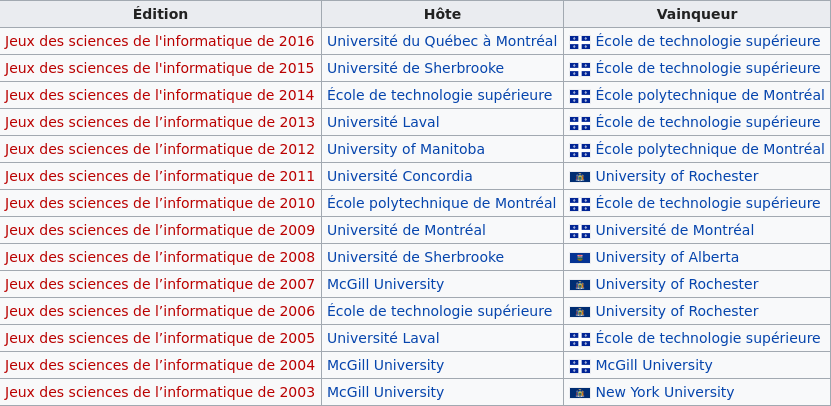 Édition Hôte Vainqueur
Jeux des sciences de l'informatique de 2016 Université du Québec à Montréal École de technologie supérieure
Jeux des sciences de l'informatique de 2015 Université de Sherbrooke École de technologie supérieure
Jeux des sciences de l'informatique de 2014 École de technologie supérieure École polytechnique de Montréal
Jeux des sciences de l’informatique de 2013 Université Laval École de technologie supérieure
Jeux des sciences de l’informatique de 2012 University of Manitoba École polytechnique de Montréal
Jeux des sciences de l’informatique de 2011 Université Concordia University of Rochester
Jeux des sciences de l’informatique de 2010 École polytechnique de Montréal École de technologie supérieure
Jeux des sciences de l’informatique de 2009 Université de Montréal Université de Montréal
Jeux des sciences de l’informatique de 2008 Université de Sherbrooke University of Alberta
Jeux des sciences de l’informatique de 2007 McGill University University of Rochester
Jeux des sciences de l’informatique de 2006 École de technologie supérieure University of Rochester
Jeux des sciences de l’informatique de 2005 Université Laval École de technologie supérieure
Jeux des sciences de l’informatique de 2004 McGill University McGill University
Jeux des sciences de l’informatique de 2003 McGill University New York University